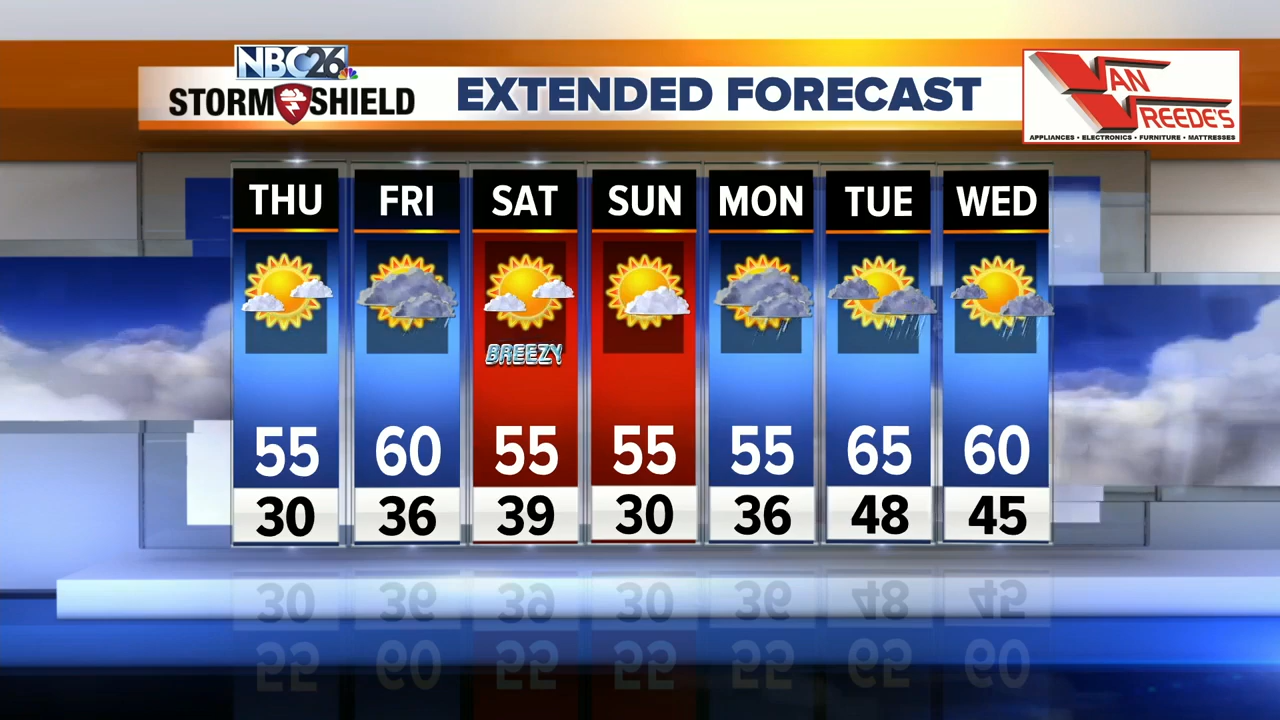 NBC26
STORM SHIELD
EXTENDED FORECAST
VAN
VREEDE'S
APPLIANCES • ELECTRONICS • FURNITURE • MATTRESSES
THU FRI SAT SUN MON TUE WED
BREEZY
55 60 55 55 55 65 60
30 36 39 30 36 48 45